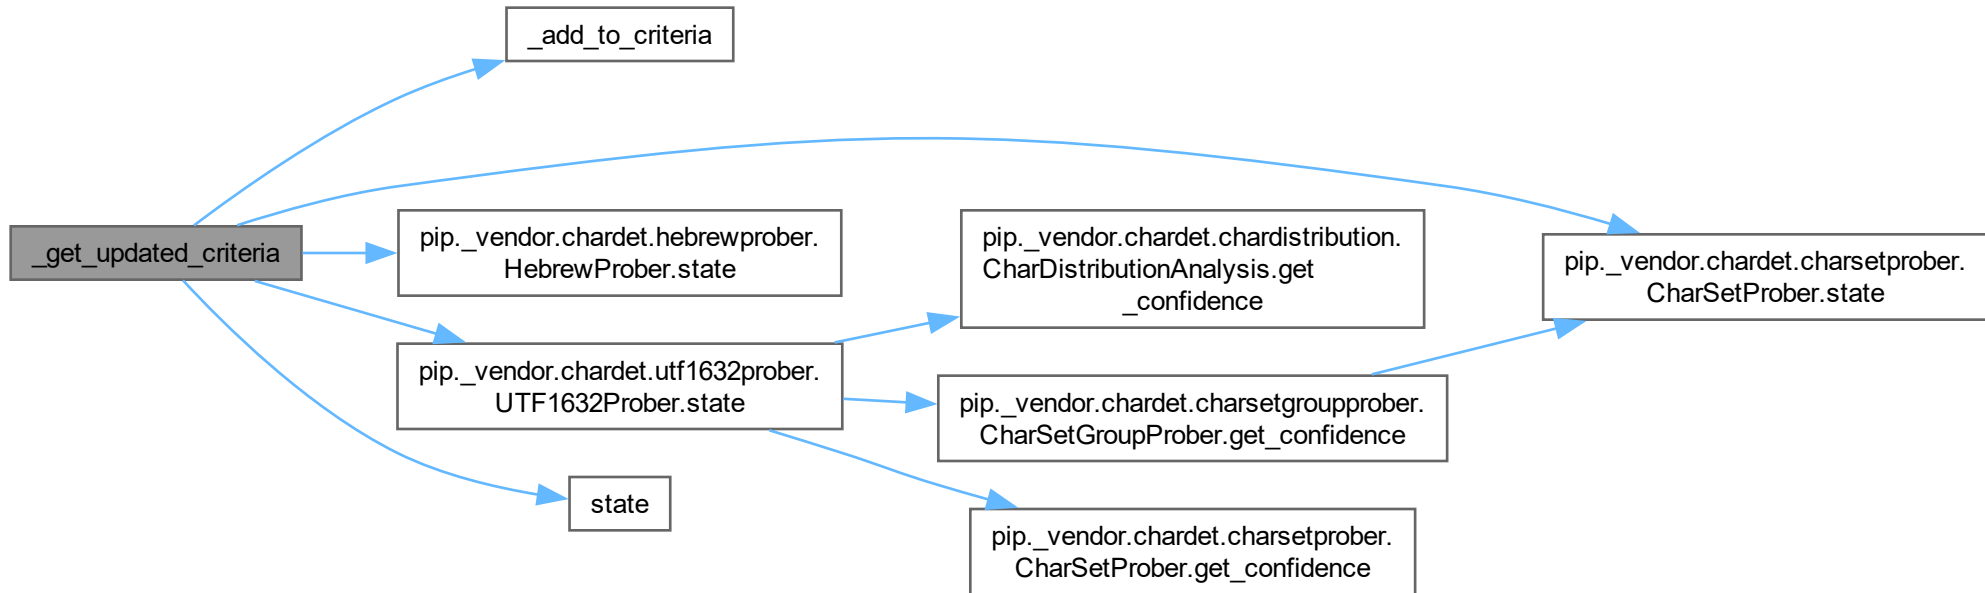 _add_to_criteria
_get_updated_criteria
pip._vendor.chardet.hebrewprober.
HebrewProber.state
pip._vendor.chardet.utf1632prober.
UTF1632Prober.state
state
pip._vendor.chardet.chardistribution.
CharDistributionAnalysis.get
_confidence
pip._vendor.chardet.charsetgroupprober.
CharSetGroupProber.get_confidence
pip._vendor.chardet.charsetprober.
CharSetProber.get_confidence
pip._vendor.chardet.charsetprober.
CharSetProber.state